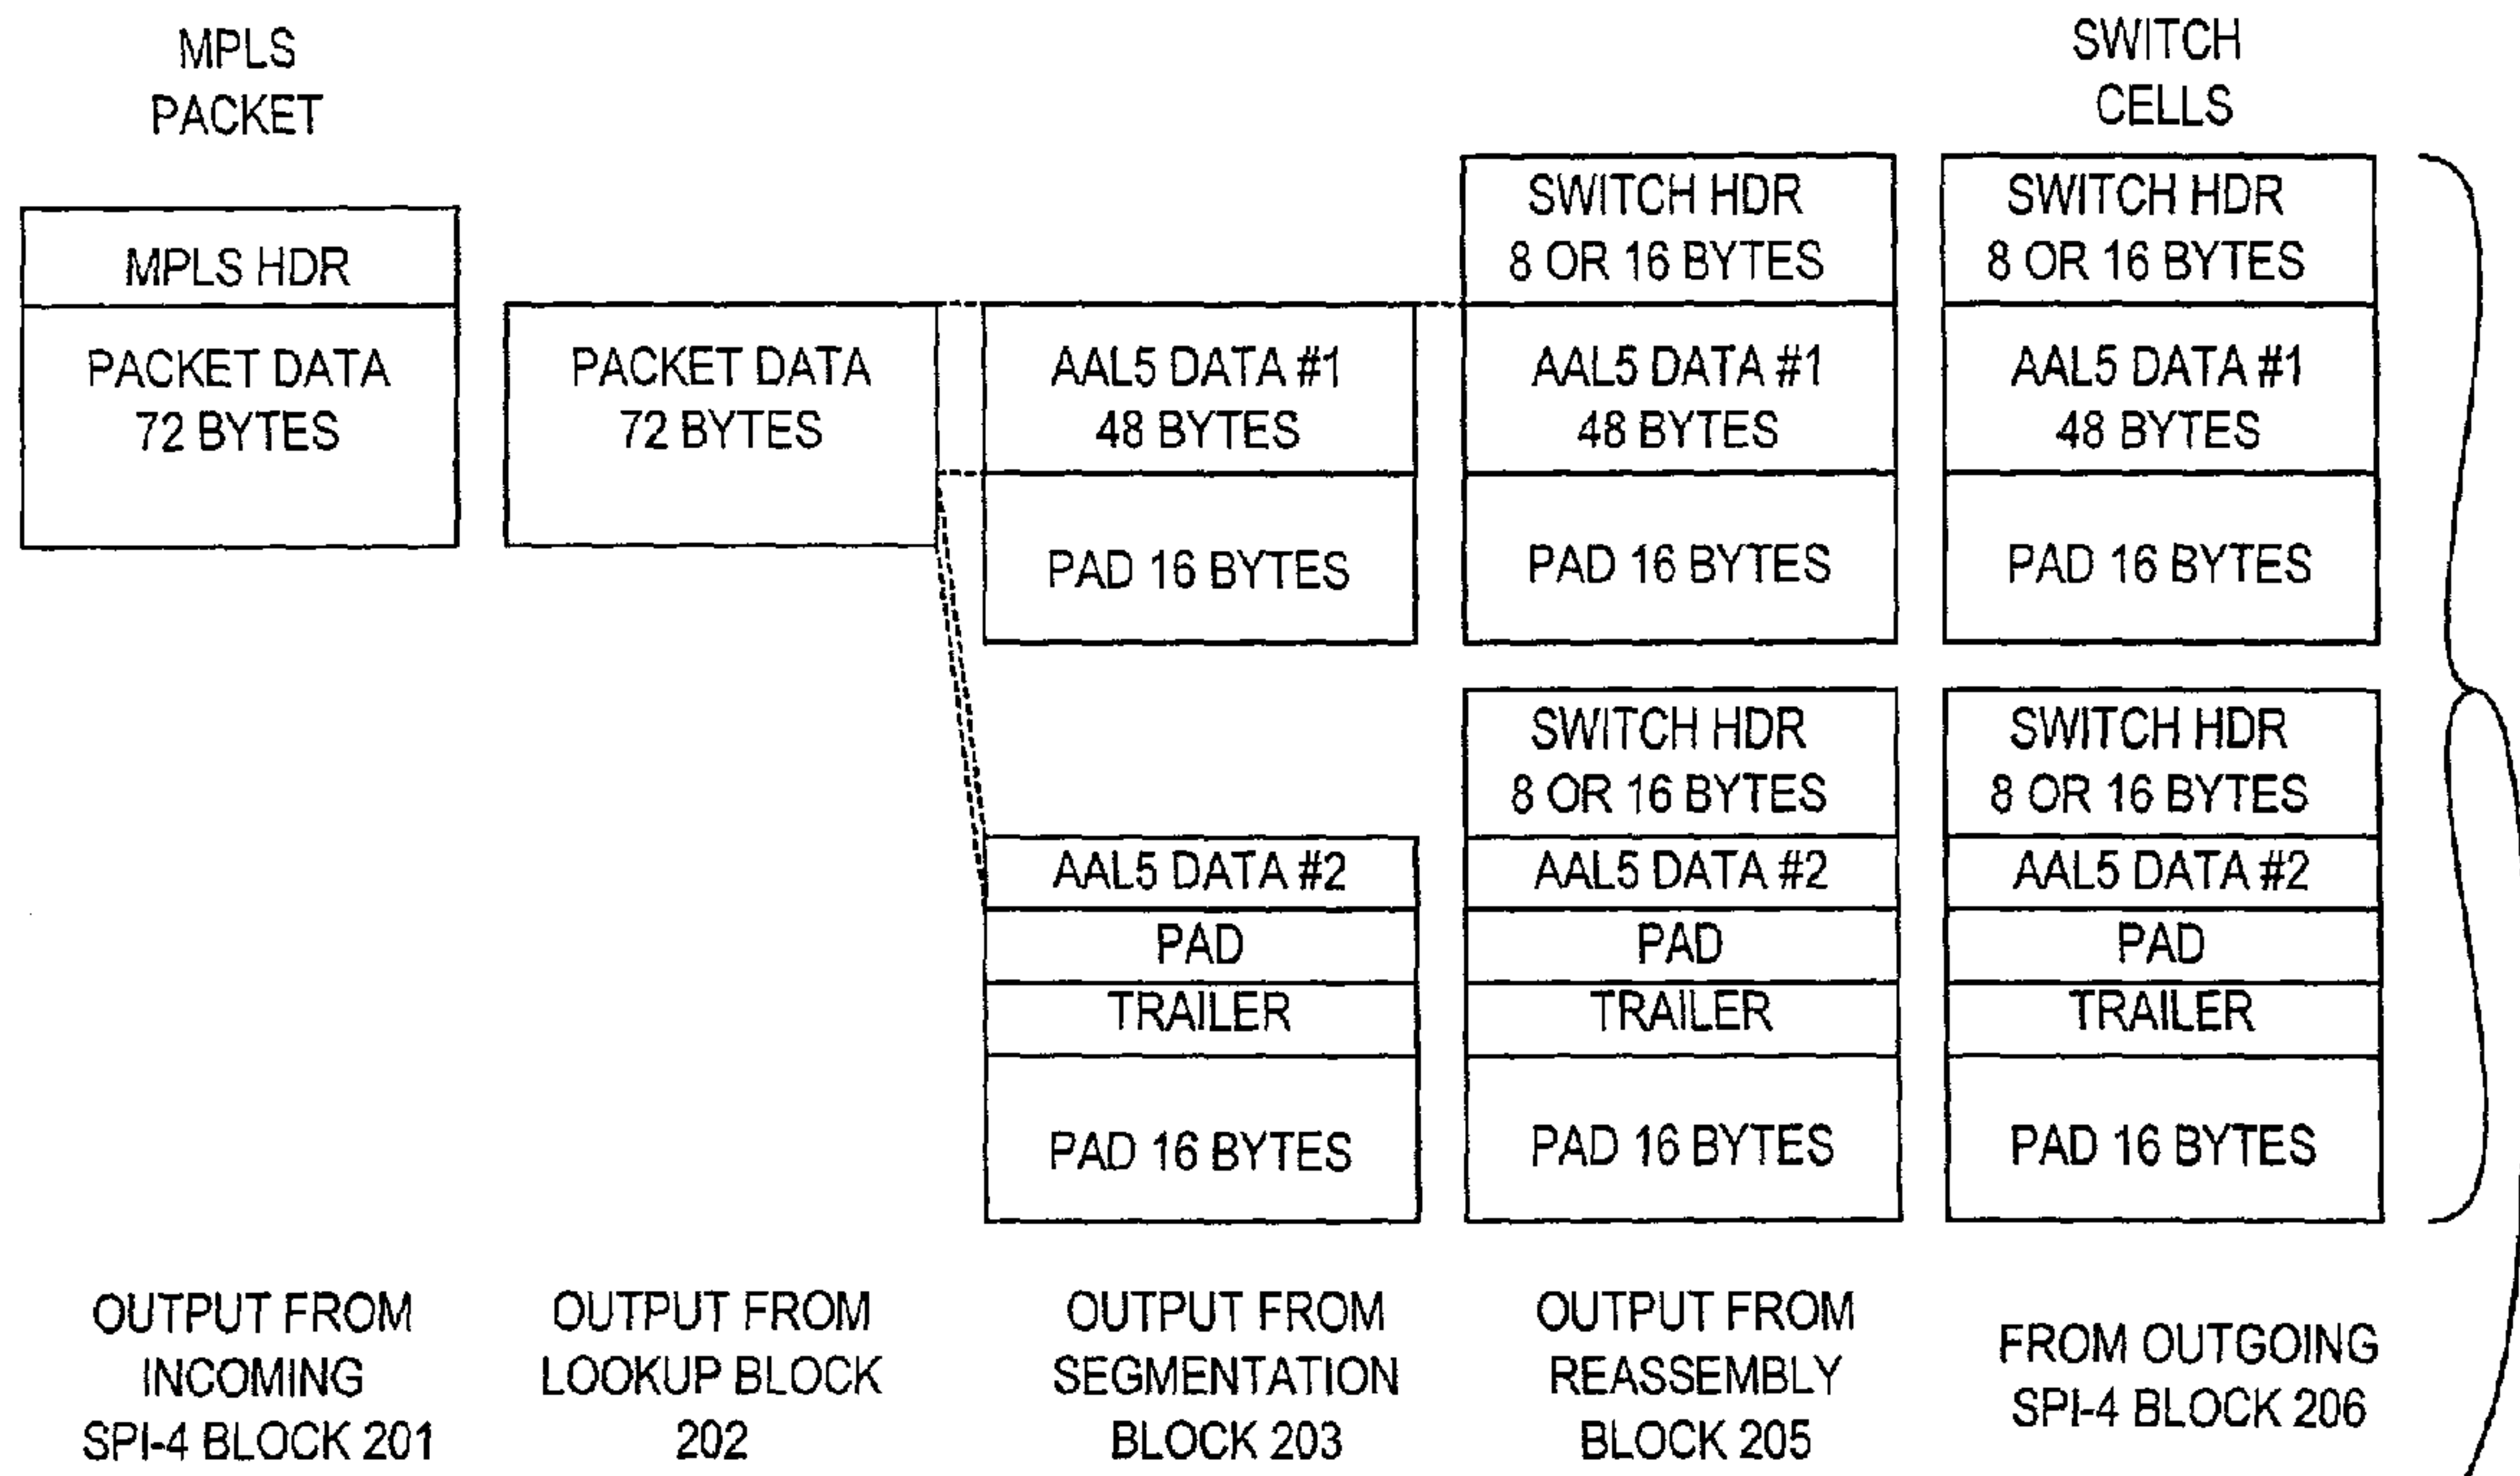 MPLS
PACKET
MPLS HDR
PACKET DATA
72 BYTES
OUTPUT FROM
INCOMING
SPI-4 BLOCK 201
PACKET DATA
72 BYTES
OUTPUT FROM
LOOKUP BLOCK
202
AAL5 DATA #1
48 BYTES
PAD 16 BYTES
AAL5 DATA #2
PAD
TRAILER
PAD 16 BYTES
OUTPUT FROM
SEGMENTATION
BLOCK 203
SWITCH HDR
8 OR 16 BYTES
AAL5 DATA #1
48 BYTES
PAD 16 BYTES
SWITCH HDR
8 OR 16 BYTES
AAL5 DATA #2
PAD
TRAILER
PAD 16 BYTES
OUTPUT FROM
REASSEMBLY
BLOCK 205
SWITCH
CELLS
SWITCH HDR
8 OR 16 BYTES
AAL5 DATA #1
48 BYTES
PAD 16 BYTES
SWITCH HDR
8 OR 16 BYTES
AAL5 DATA #2
PAD
TRAILER
PAD 16 BYTES
FROM OUTGOING
SPI-4 BLOCK 206